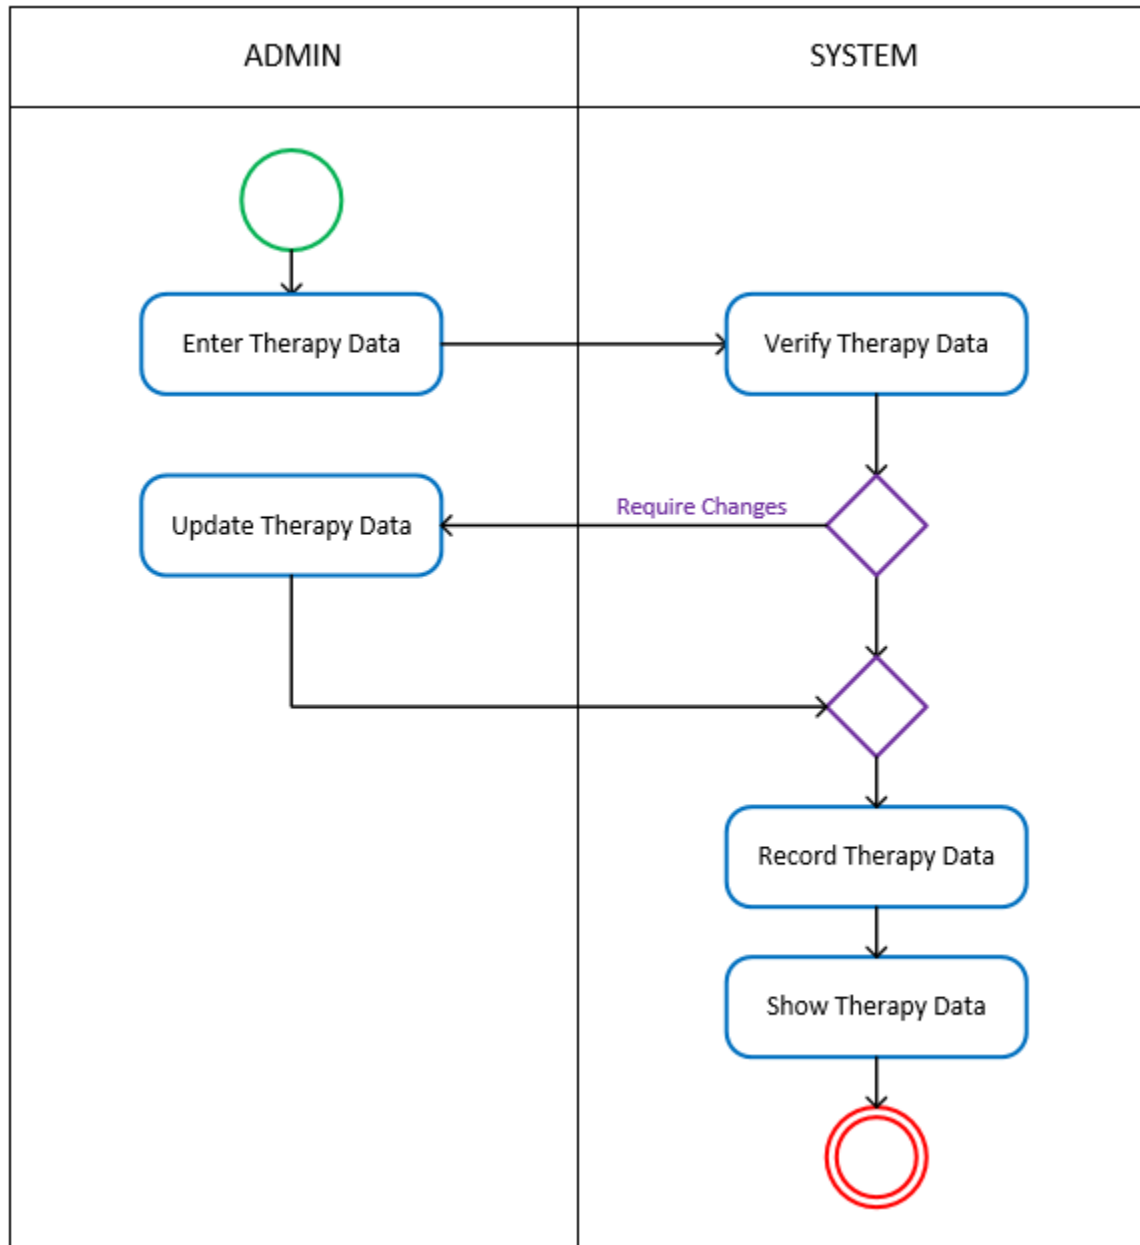 ADMIN
SYSTEM
Enter Therapy Data
Verify Therapy Data
Require Changes
Update Therapy Data
Record Therapy Data
Show Therapy Data